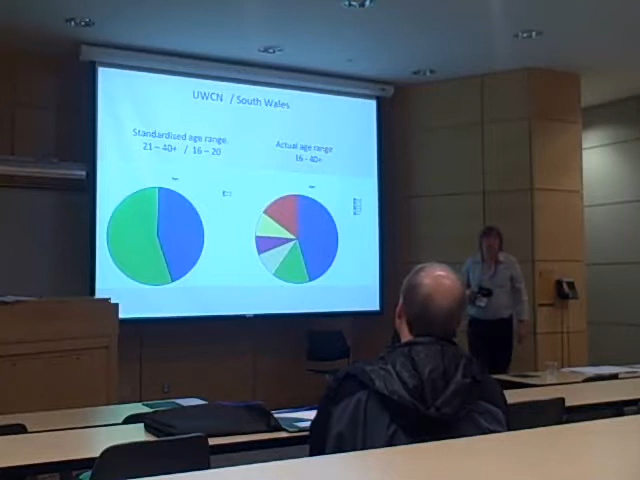 UWCN / South Wales
Standardised age range:
21 – 40+ / 16 – 20
Actual age range
16 - 40+